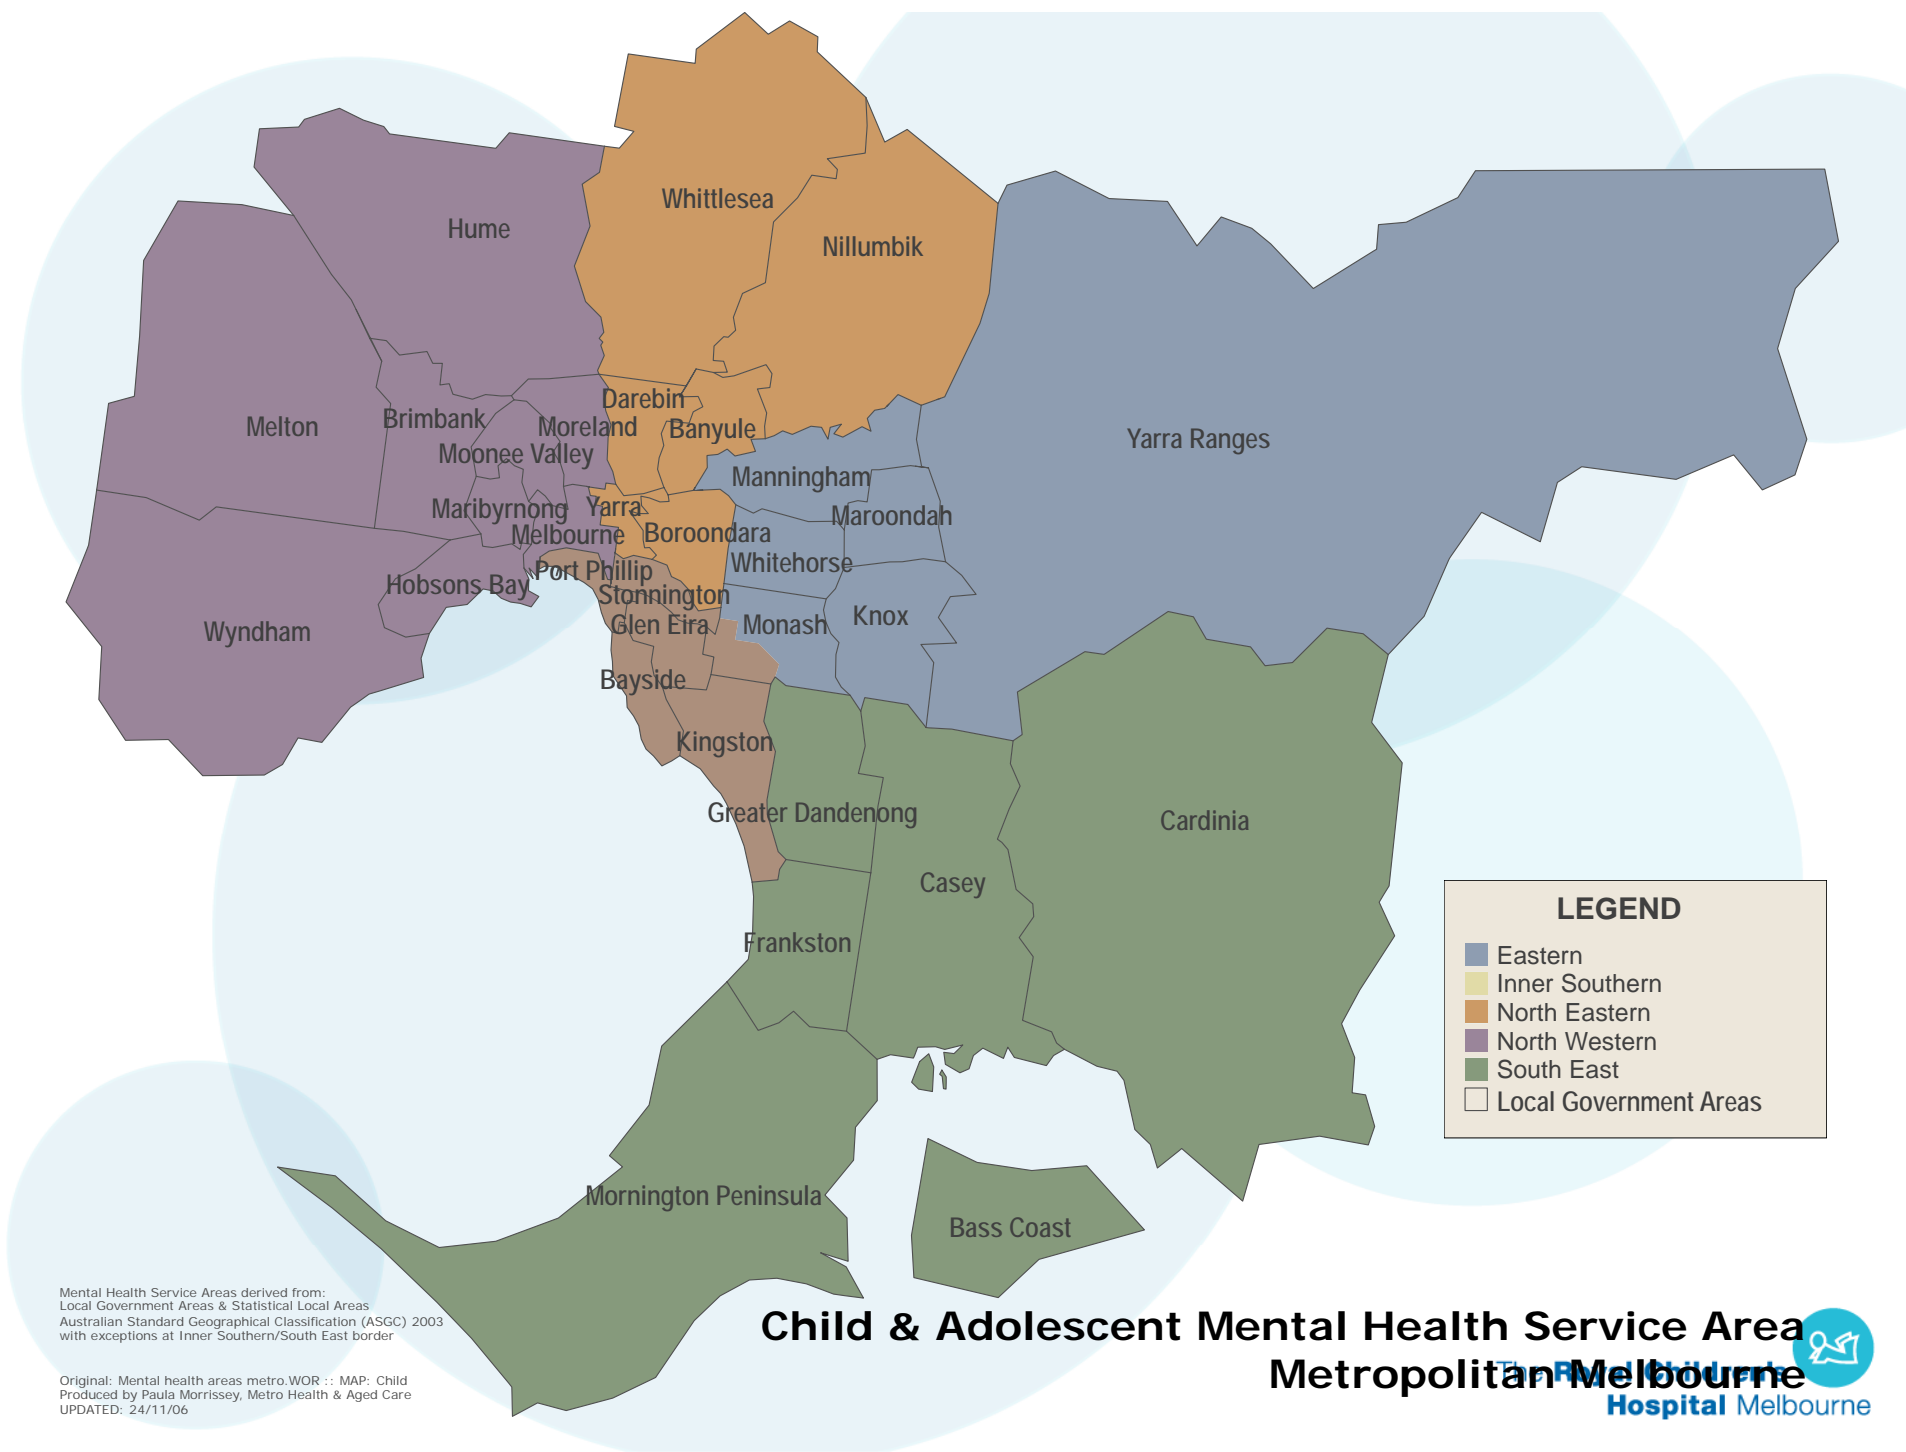 Whittlesea
Hume
Nillumbik
Darebin
Brimbank
Melton
Moreland
Banyule
Yarra Ranges
Moonee Valley
Manningham
Maribyrnong
Yarra
Maroondah
Melbourne
Boroondara
Whitehorse
Port Phillip
Hobsons Bay
Stonnington
Knox
Wyndham
Glen Eira
Monash
Bayside
Kingston
Greater Dandenong
Cardinia
Casey
Frankston
Mornington Peninsula
Bass Coast
LEGEND
Eastern
Inner Southern
North Eastern
North Western
South East
Local Government Areas
Mental Health Service Areas derived from:
Local Government Areas & Statistical Local Areas
Australian Standard Geographical Classification (ASGC) 2003
with exceptions at Inner Southern/South East border
Original: Mental health areas metro.WOR :: MAP: Child
Produced by Paula Morrissey, Metro Health & Aged Care
UPDATED: 24/11/06
Child & Adolescent Mental Health Service Area
Metropolitan Melbourne
The Royal Children's
Hospital Melbourne